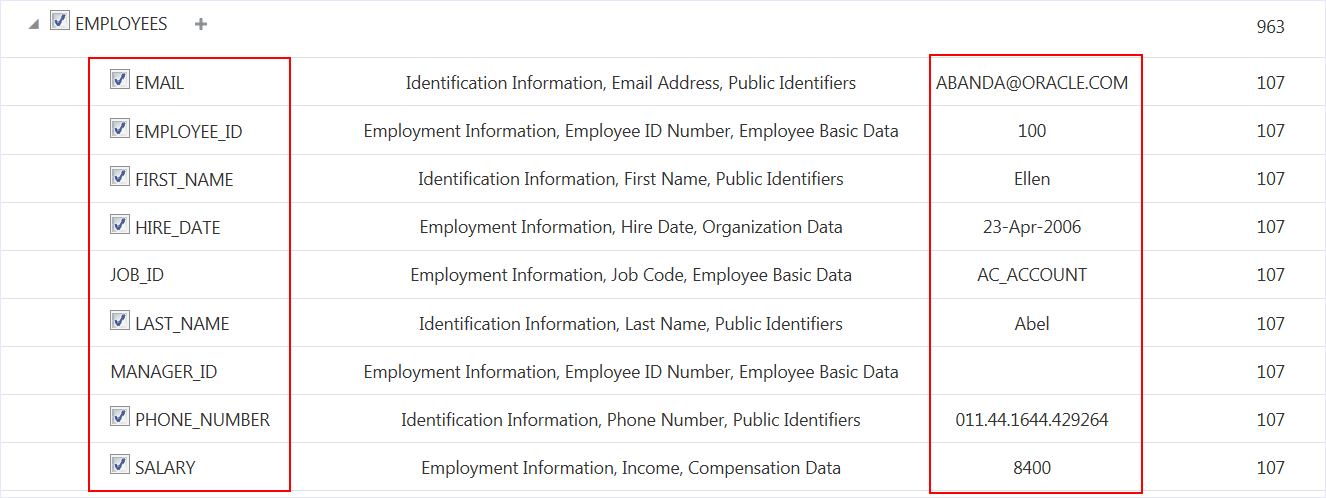 EMPLOYEES + 963
EMAIL Identification Information, Email Address, Public Identifiers ABANDA@ORACLE.COM 107
EMPLOYEE_ID Employment Information, Employee ID Number, Employee Basic Data 100 107
FIRST_NAME Identification Information, First Name, Public Identifiers Ellen 107
HIRE_DATE Employment Information, Hire Date, Organization Data 23-Apr-2006 107
JOB_ID Employment Information, Job Code, Employee Basic Data AC_ACCOUNT 107
LAST_NAME Identification Information, Last Name, Public Identifiers Abel 107
MANAGER_ID Employment Information, Employee ID Number, Employee Basic Data 107
PHONE_NUMBER Identification Information, Phone Number, Public Identifiers 011.44.1644.429264 107
SALARY Employment Information, Income, Compensation Data 8400 107